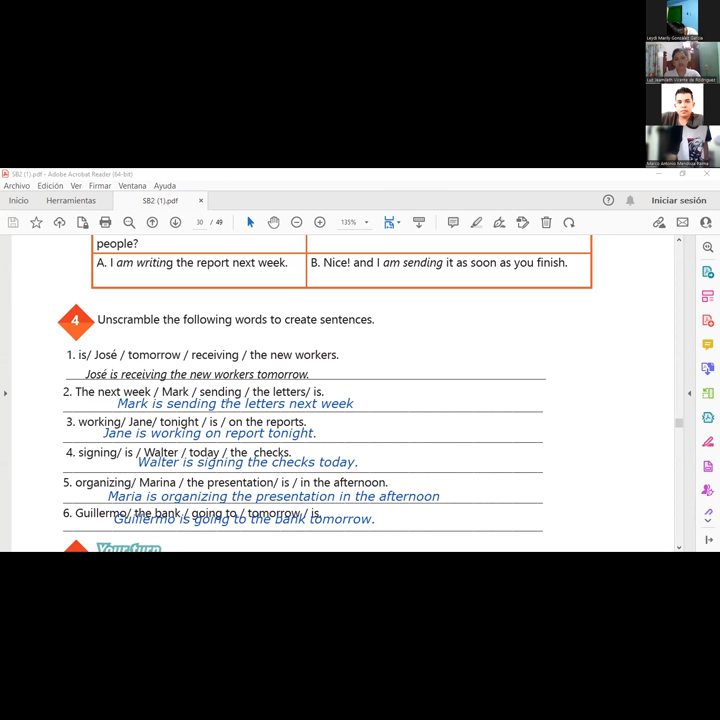 Leydi Marily González García
Lud Jeamileth Vicente de Rodríguez
Marco Antonio Mendoza Roma
SB2 (1).pdf - Adobe Acrobat Reader (64-bit)
Archivo Edición Ver Firmar Ventana Ayuda
Inicio Herramientas SB2 (1).pdf × Iniciar sesión
30 / 49 135%
people?
A. I am writing the report next week. B. Nice! and I am sending it as soon as you finish.
4 Unscramble the following words to create sentences.
1. is/ José / tomorrow / receiving / the new workers.
José is receiving the new workers tomorrow.
2. The next week / Mark / sending / the letters/ is.
Mark is sending the letters next week
3. working/ Jane/ tonight / is / on the reports.
Jane is working on report tonight.
4. signing/ is / Walter / today / the checks.
Walter is signing the checks today.
5. organizing/ Marina / the presentation/ is / in the afternoon.
Maria is organizing the presentation in the afternoon
6. Guillermo/ the bank / going to / tomorrow / is.
Guillermo is going to the bank tomorrow.
Your turn